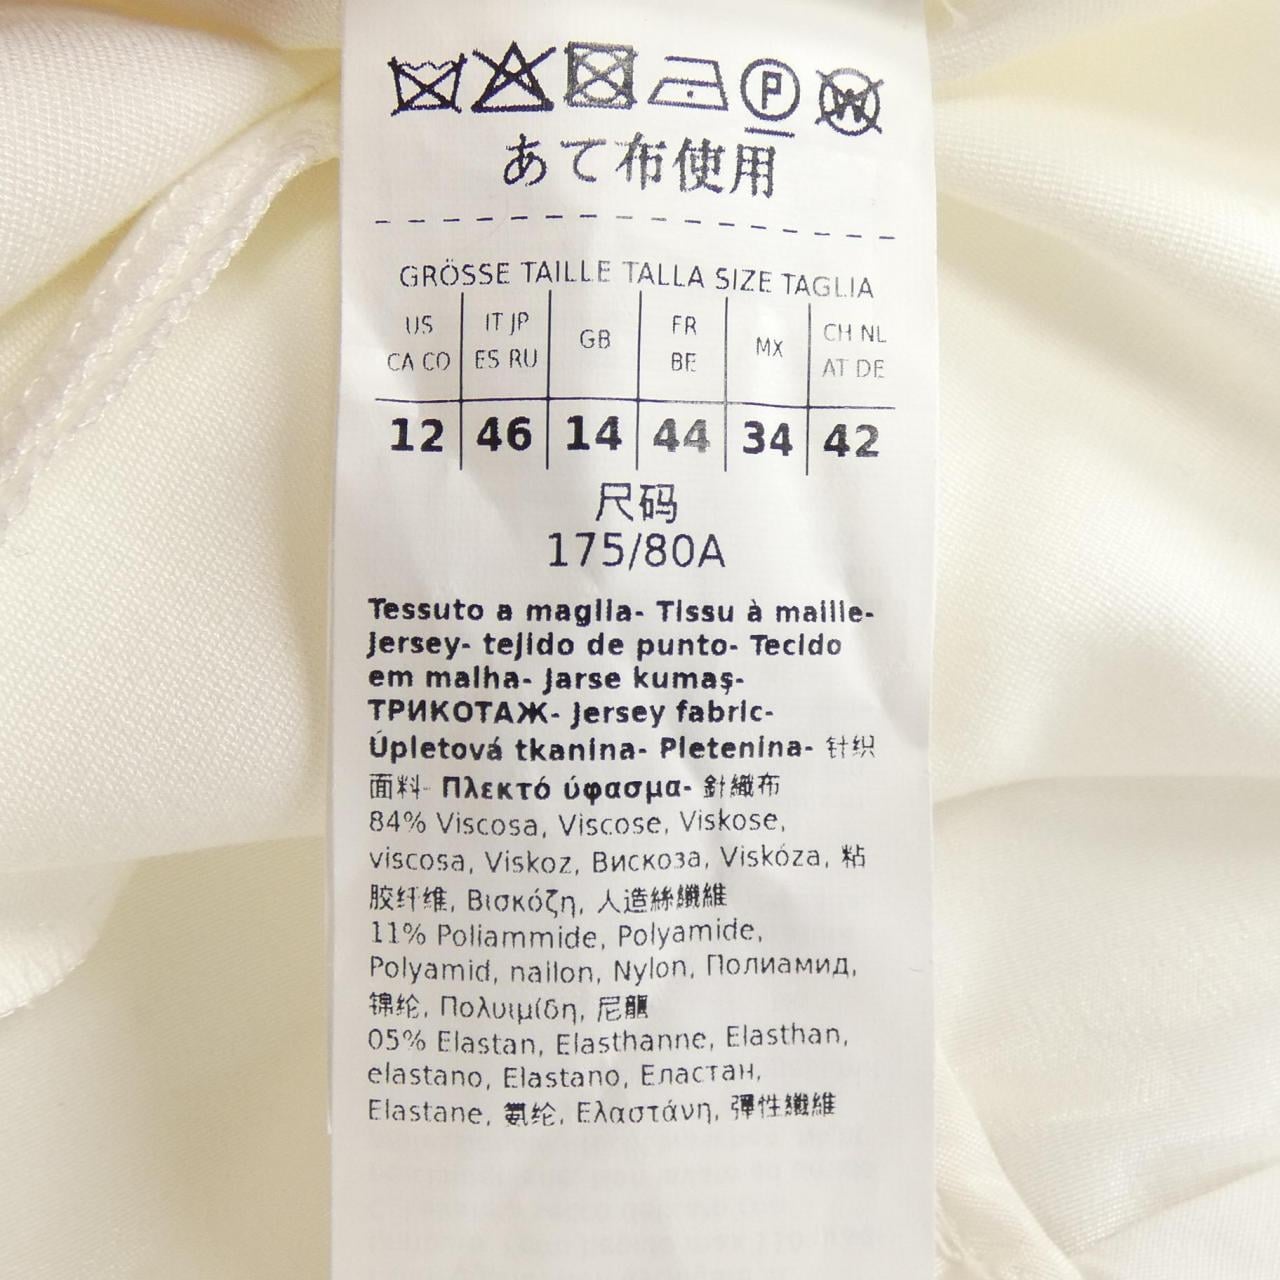 P W
あて布使用
GRÖSSE TAILLE TALLA SIZE TAGLIA
US IT JP GB FR MX CH NL
CA CO ES RU BE AT DE
12 46 14 44 34 42
尺码
175/80A
Tessuto a maglia- Tissu à maille-
Jersey- tejido de punto- Tecido
em malha- Jarse kumaş-
ТРИКОТАЖ- Jersey fabric-
Úpletová tkanina- Pletenina- 针织
面料- Πλεκτό ύφασμα- 針織布
84% Viscosa, Viscose, Viskose,
viscosa, Viskoz, Вискоза, Viskóza, 粘
胶纤维, Βισκόζη, 人造絲纖維
11% Poliammide, Polyamide,
Polyamid, nailon, Nylon, Полиамид,
锦纶, Πολυιμίδη, 尼龍
05% Elastan, Elasthanne, Elasthan,
elastano, Elastano, Еластан,
Elastane, 氨纶, Ελαστάνη, 彈性纖維